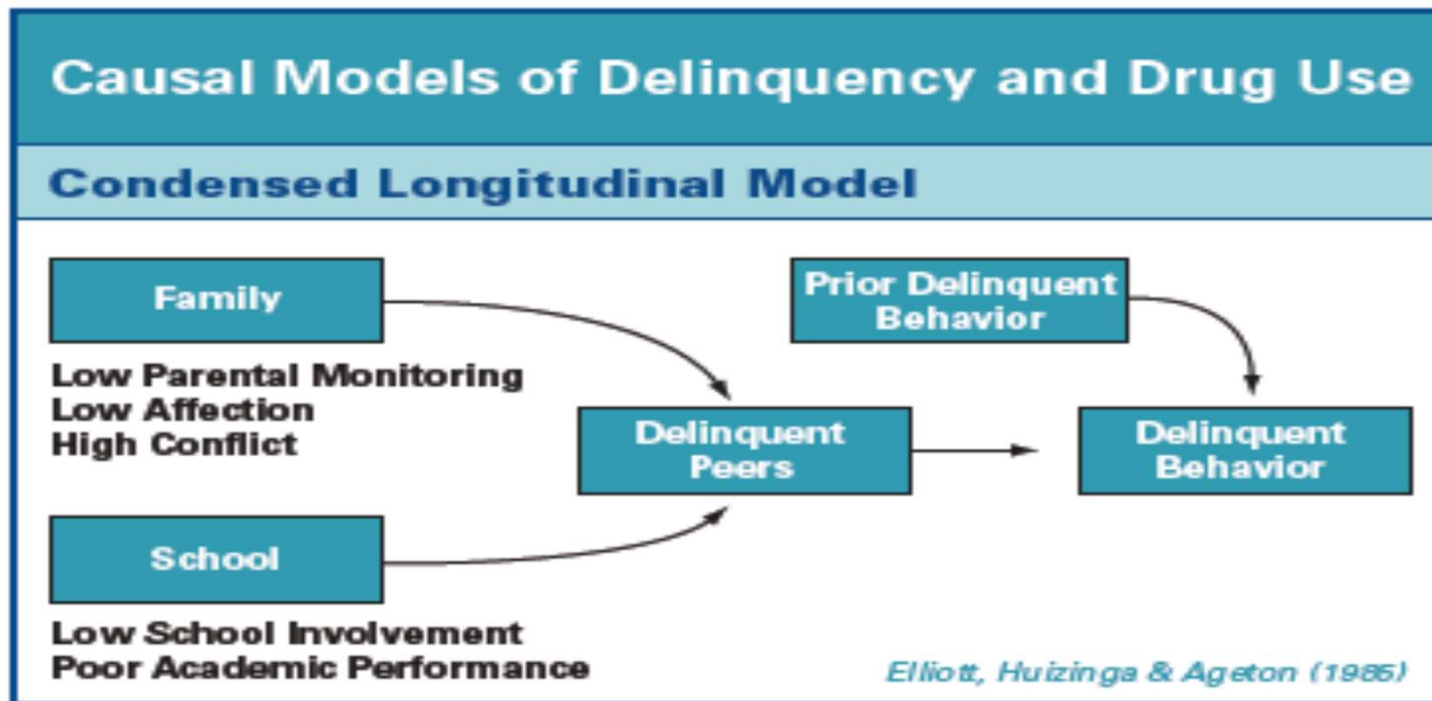 Causal Models of Delinquency and Drug Use
Condensed Longitudinal Model
Family
Low Parental Monitoring
Low Affection
High Conflict
Prior Delinquent
Behavior
Delinquent
Peers
Delinquent
Behavior
School
Low School Involvement
Poor Academic Performance
Elliott, Huizinga & Ageton (1985)